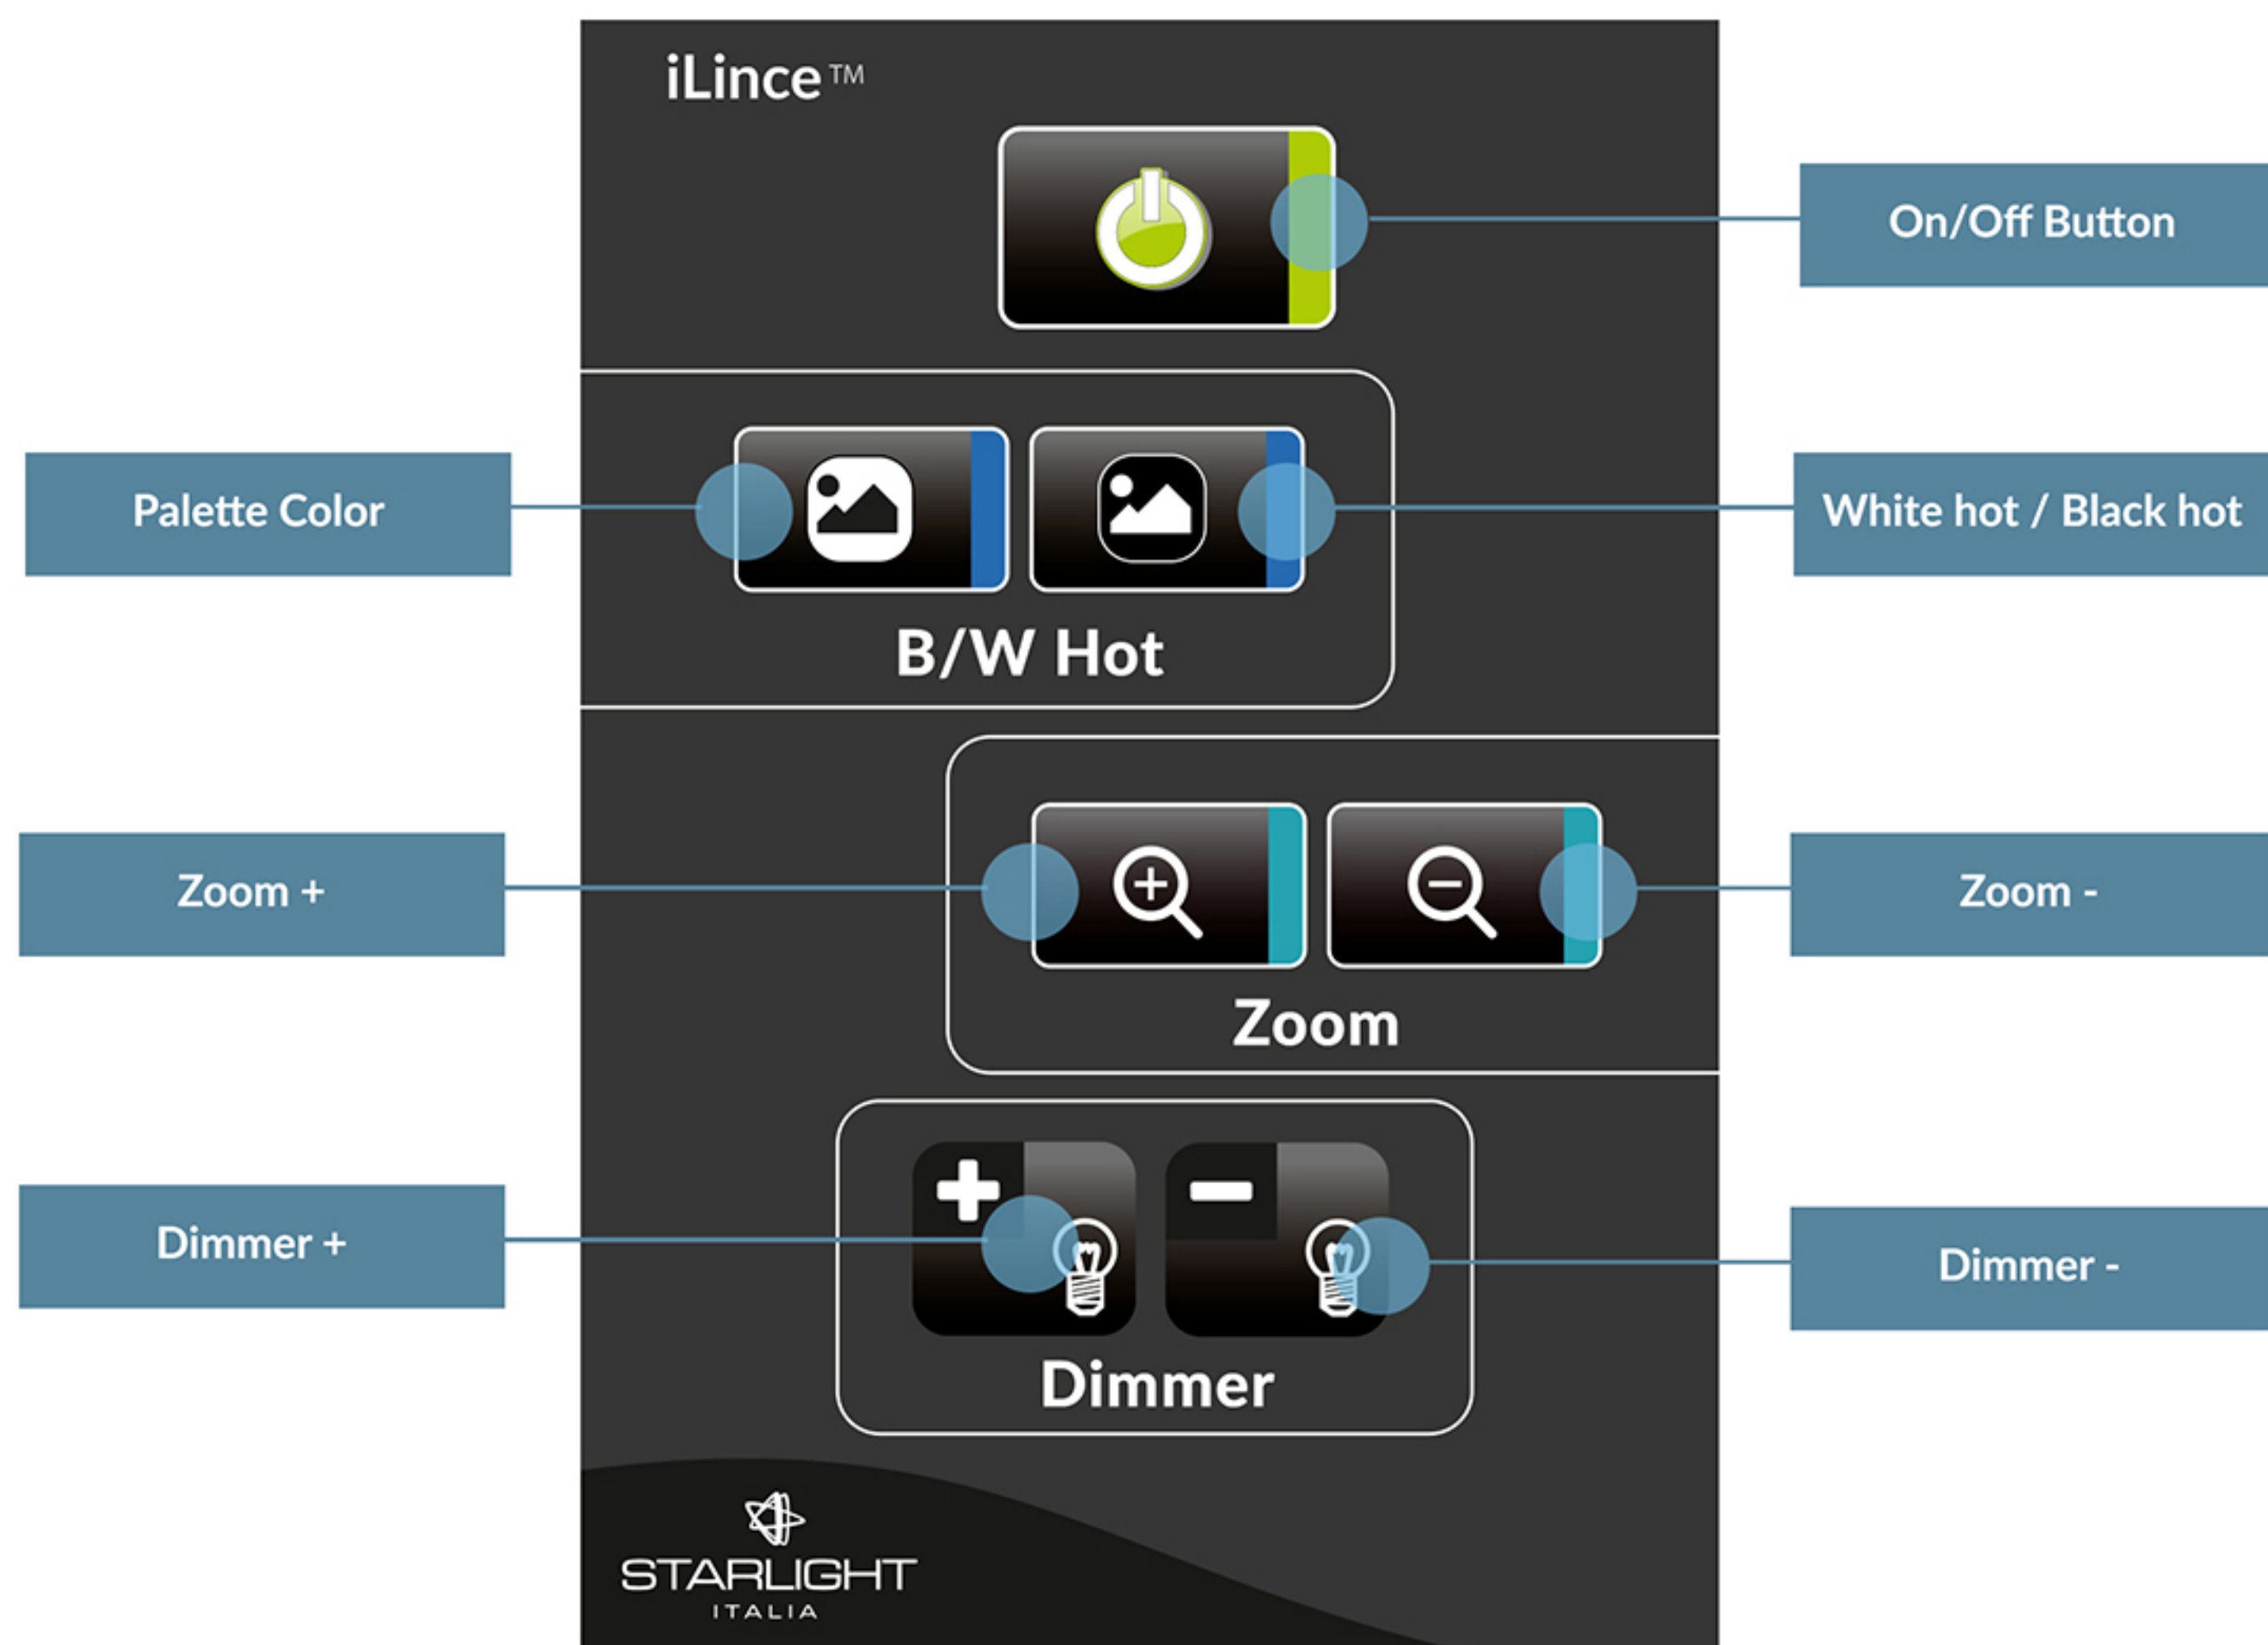 iLince™
On/Off Button
Palette Color
White hot / Black hot
B/W Hot
Zoom +
Zoom -
Zoom
Dimmer +
Dimmer -
Dimmer
STARLIGHT
ITALIA